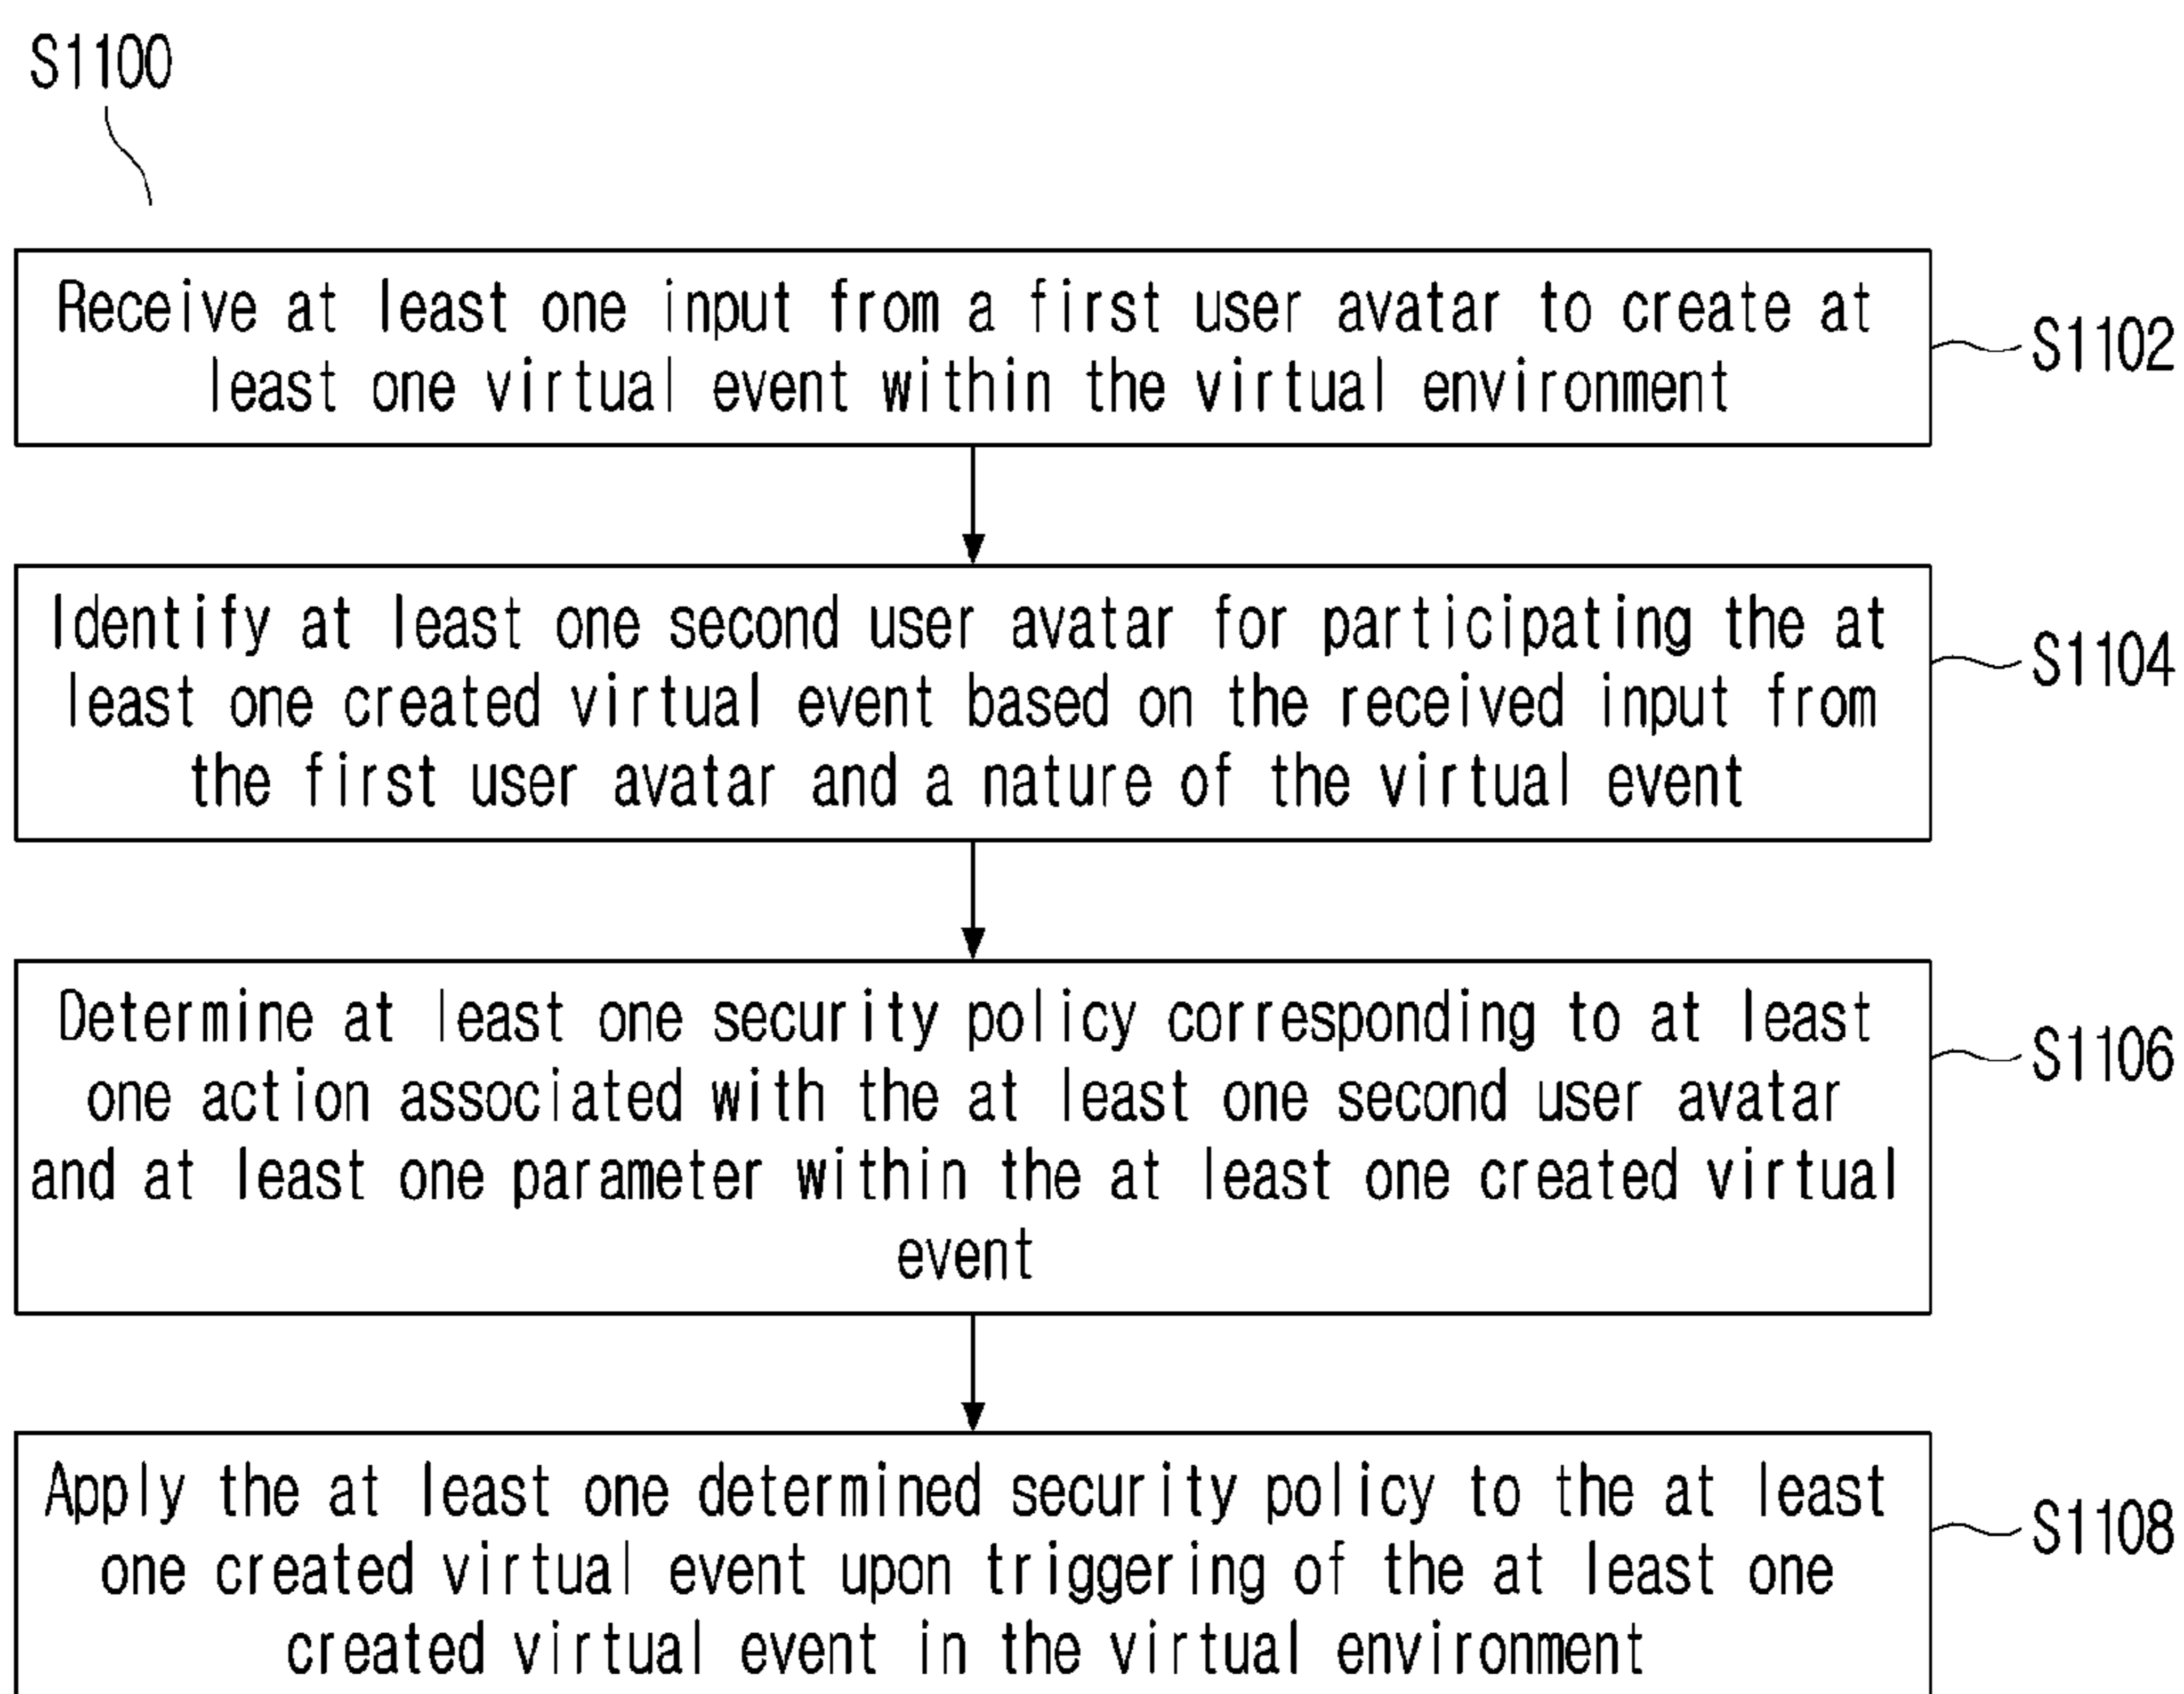 S1100
Receive at least one input from a first user avatar to create at
least one virtual event within the virtual environment
S1102
Identify at least one second user avatar for participating the at
least one created virtual event based on the received input from
the first user avatar and a nature of the virtual event
S1104
Determine at least one security policy corresponding to at least
one action associated with the at least one second user avatar
and at least one parameter within the at least one created virtual
event
S1106
Apply the at least one determined security policy to the at least
one created virtual event upon triggering of the at least one
created virtual event in the virtual environment
S1108